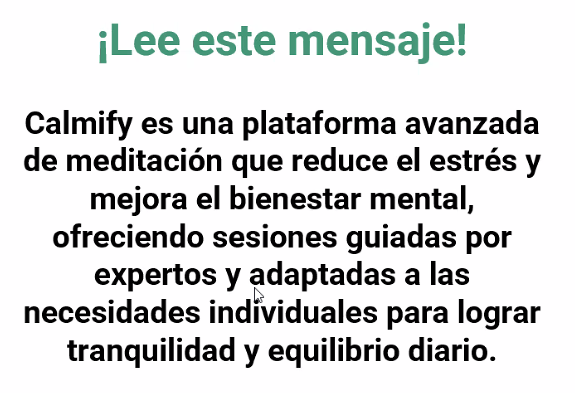 ¡Lee este mensaje!
Calmify es una plataforma avanzada
de meditación que reduce el estrés y
mejora el bienestar mental,
ofreciendo sesiones guiadas por
expertos y adaptadas a las
necesidades individuales para lograr
tranquilidad y equilibrio diario.